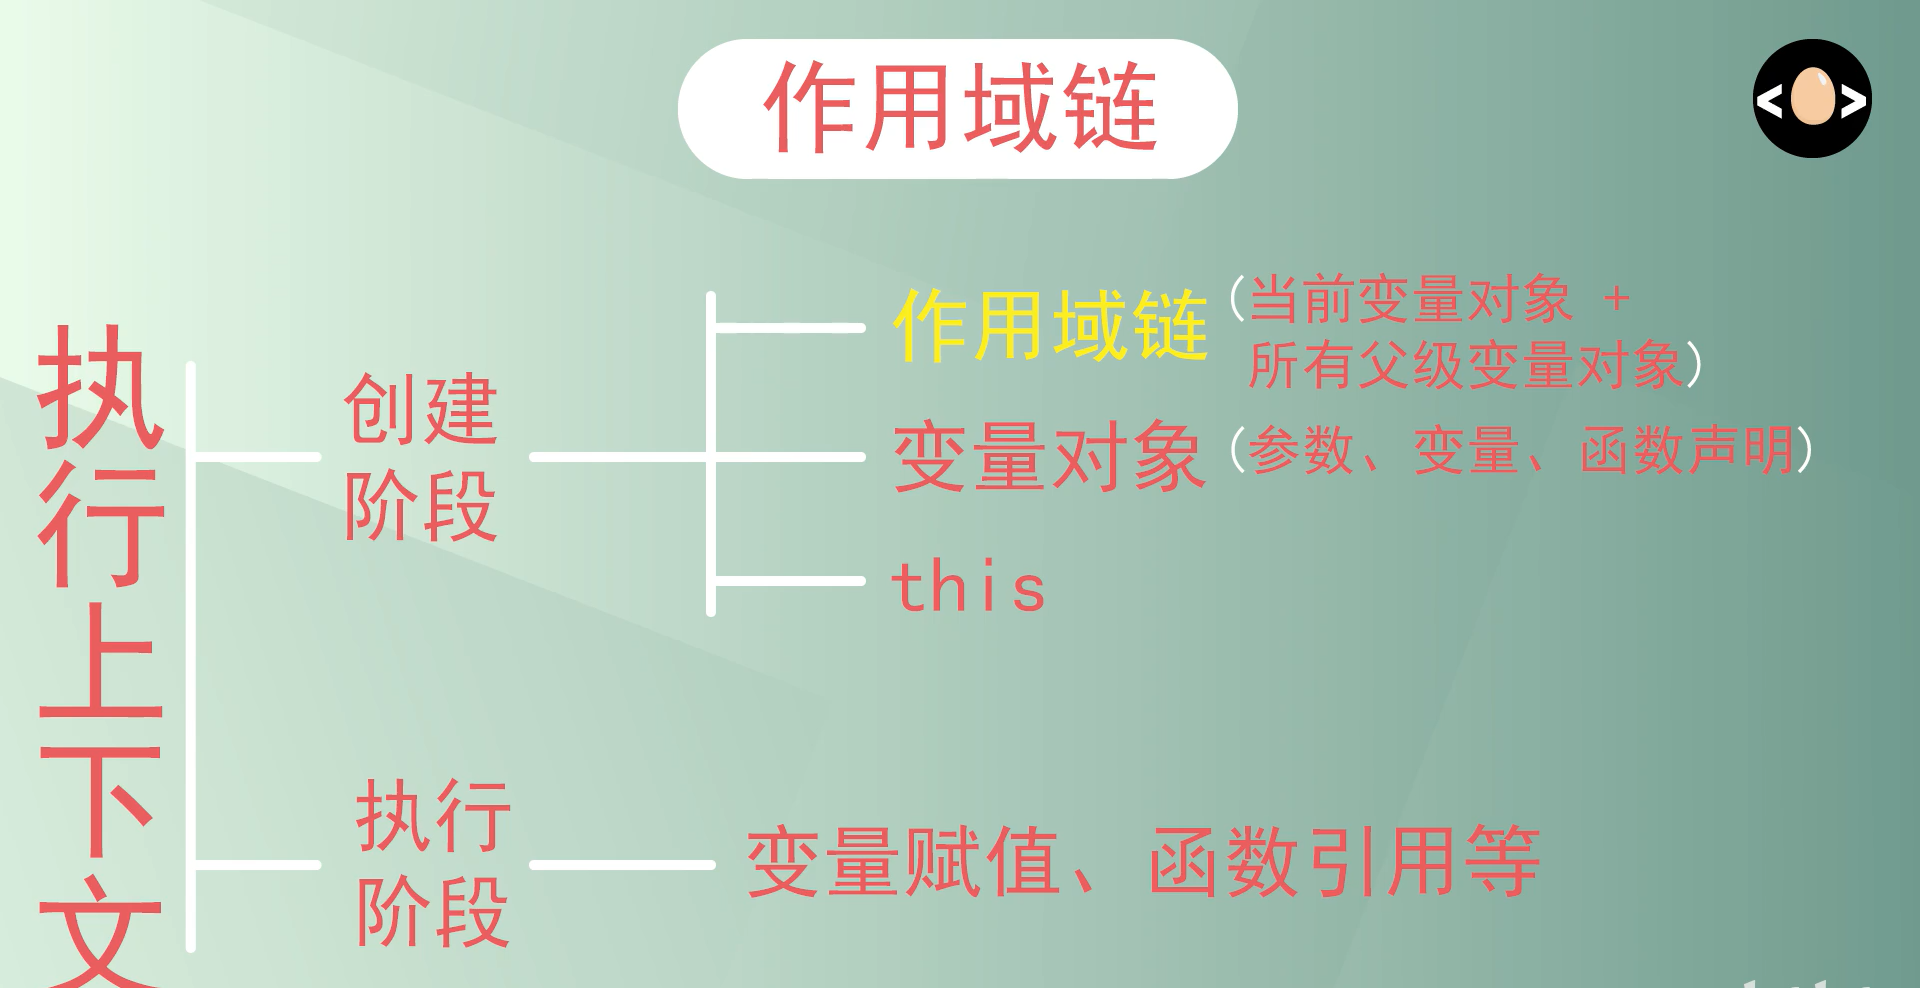 作用域链
< >
执行上下文
创建
阶段
作用域链
(当前变量对象 +
所有父级变量对象)
变量对象
(参数、变量、函数声明)
this
执行
阶段
变量赋值、函数引用等